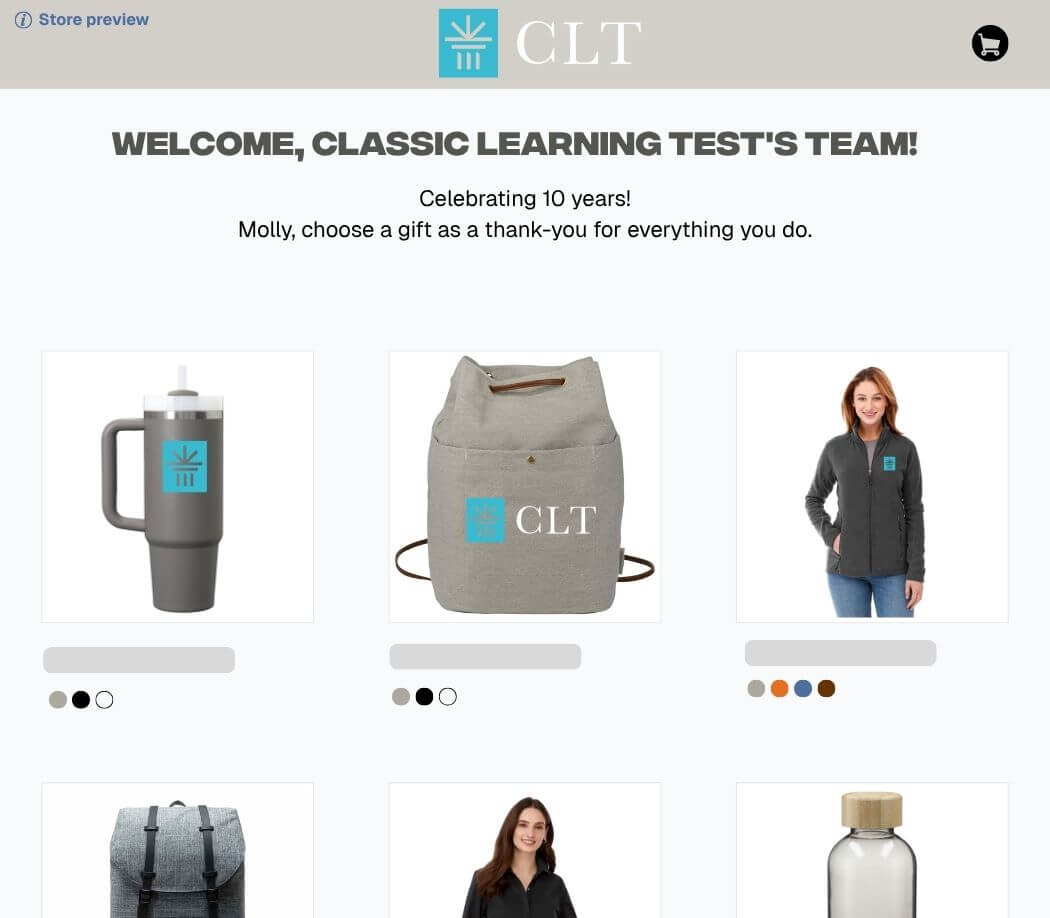 Store preview
CLT
WELCOME, CLASSIC LEARNING TEST'S TEAM!
Celebrating 10 years!
Molly, choose a gift as a thank-you for everything you do.
CLT